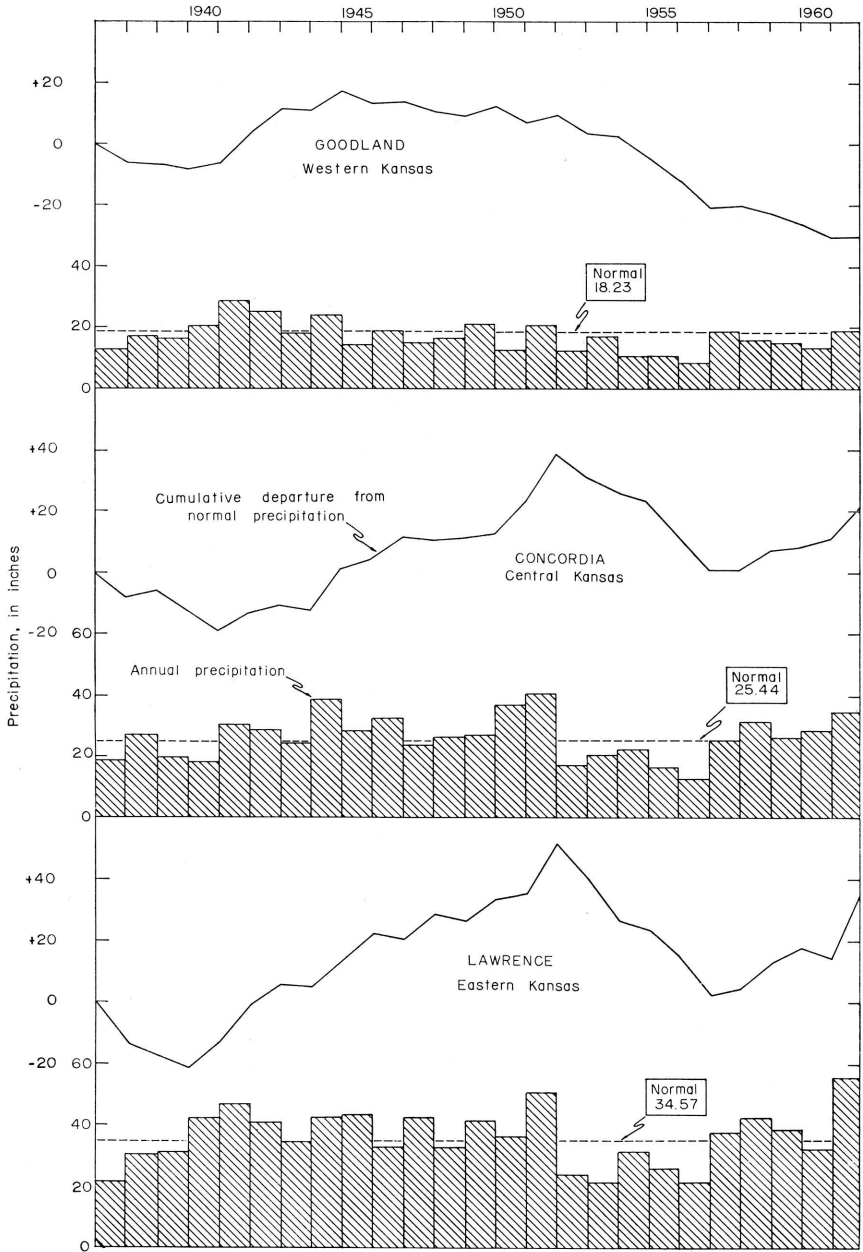 1940 1945 1950 1955 1960
+20
0
-20
40
20
0
GOODLAND
Western Kansas
Normal
18.23
+40
+20
0
-20 60
40
20
0
Cumulative departure from
normal precipitation
CONCORDIA
Central Kansas
Annual precipitation
Normal
25.44
Precipitation, in inches
+40
+20
0
-20 60
40
20
0
LAWRENCE
Eastern Kansas
Normal
34.57